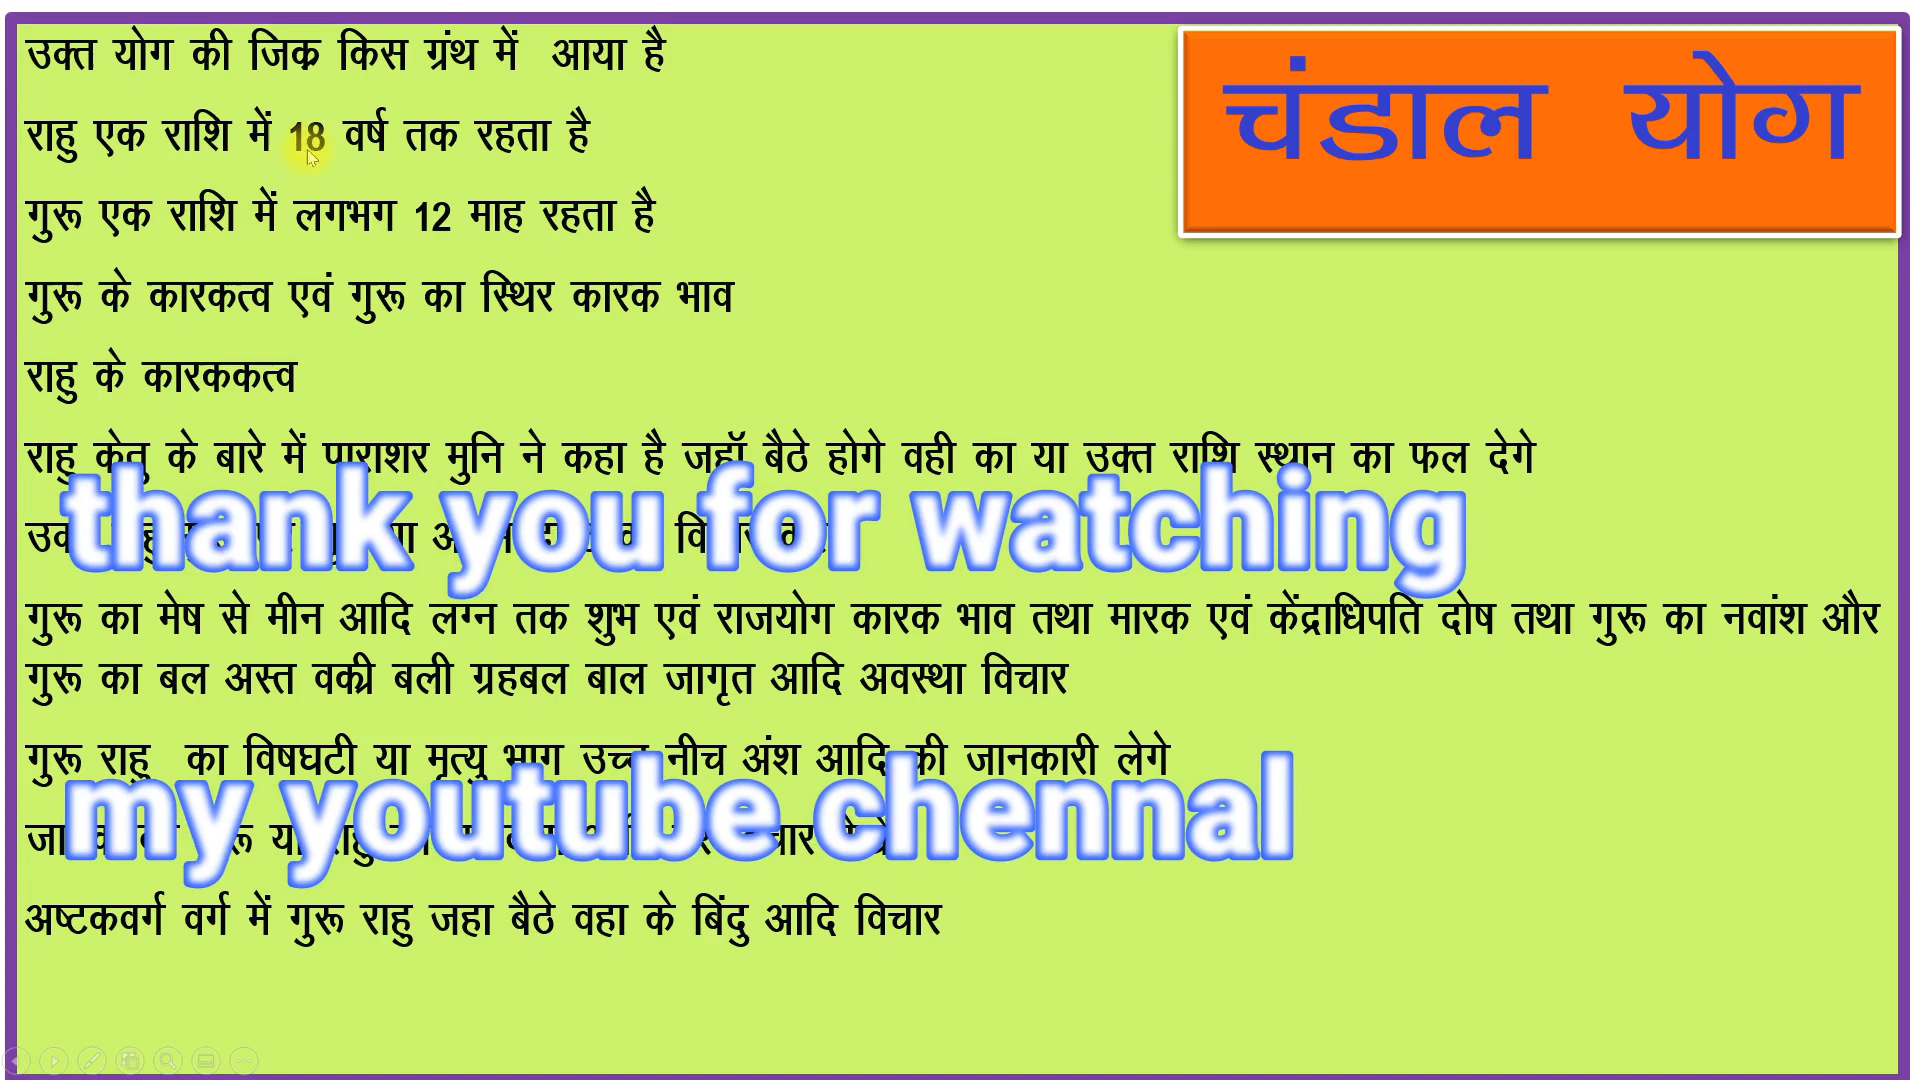 उक्त योग की जिक्र किस ग्रंथ में आया है
चंडाल योग
राहु एक राशि में 18 वर्ष तक रहता है
गुरू एक राशि में लगभग 12 माह रहता है
गुरू के कारकत्व एवं गुरू का स्थिर कारक भाव
राहु के कारककत्व
राहु केतु के बारे में पाराशर मुनि ने कहा है जहॉ बैठे होगे वही का या उक्त राशि स्थान का फल देगे
thank you for watching
गुरू का मेष से मीन आदि लग्न तक शुभ एवं राजयोग कारक भाव तथा मारक एवं केंद्राधिपति दोष तथा गुरू का नवांश और
गुरू का बल अस्त वक्री बली ग्रहबल बाल जागृत आदि अवस्था विचार
गुरू राहु का विषघटी या मृत्यु भाग उच्च नीच अंश आदि की जानकारी लेगे
my youtube chennal
अष्टकवर्ग वर्ग में गुरू राहु जहा बैठे वहा के बिंदु आदि विचार